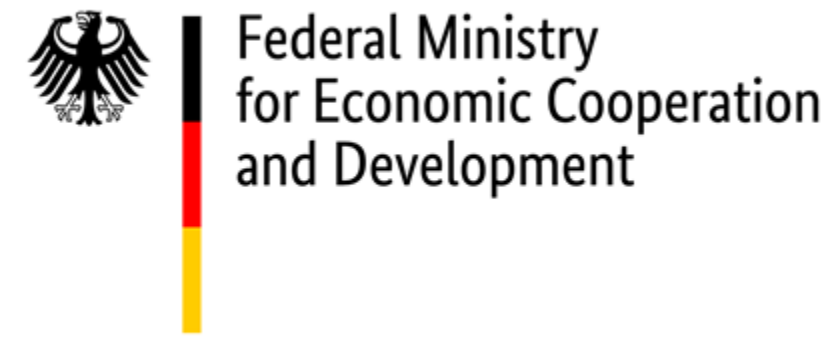 Federal Ministry
for Economic Cooperation
and Development